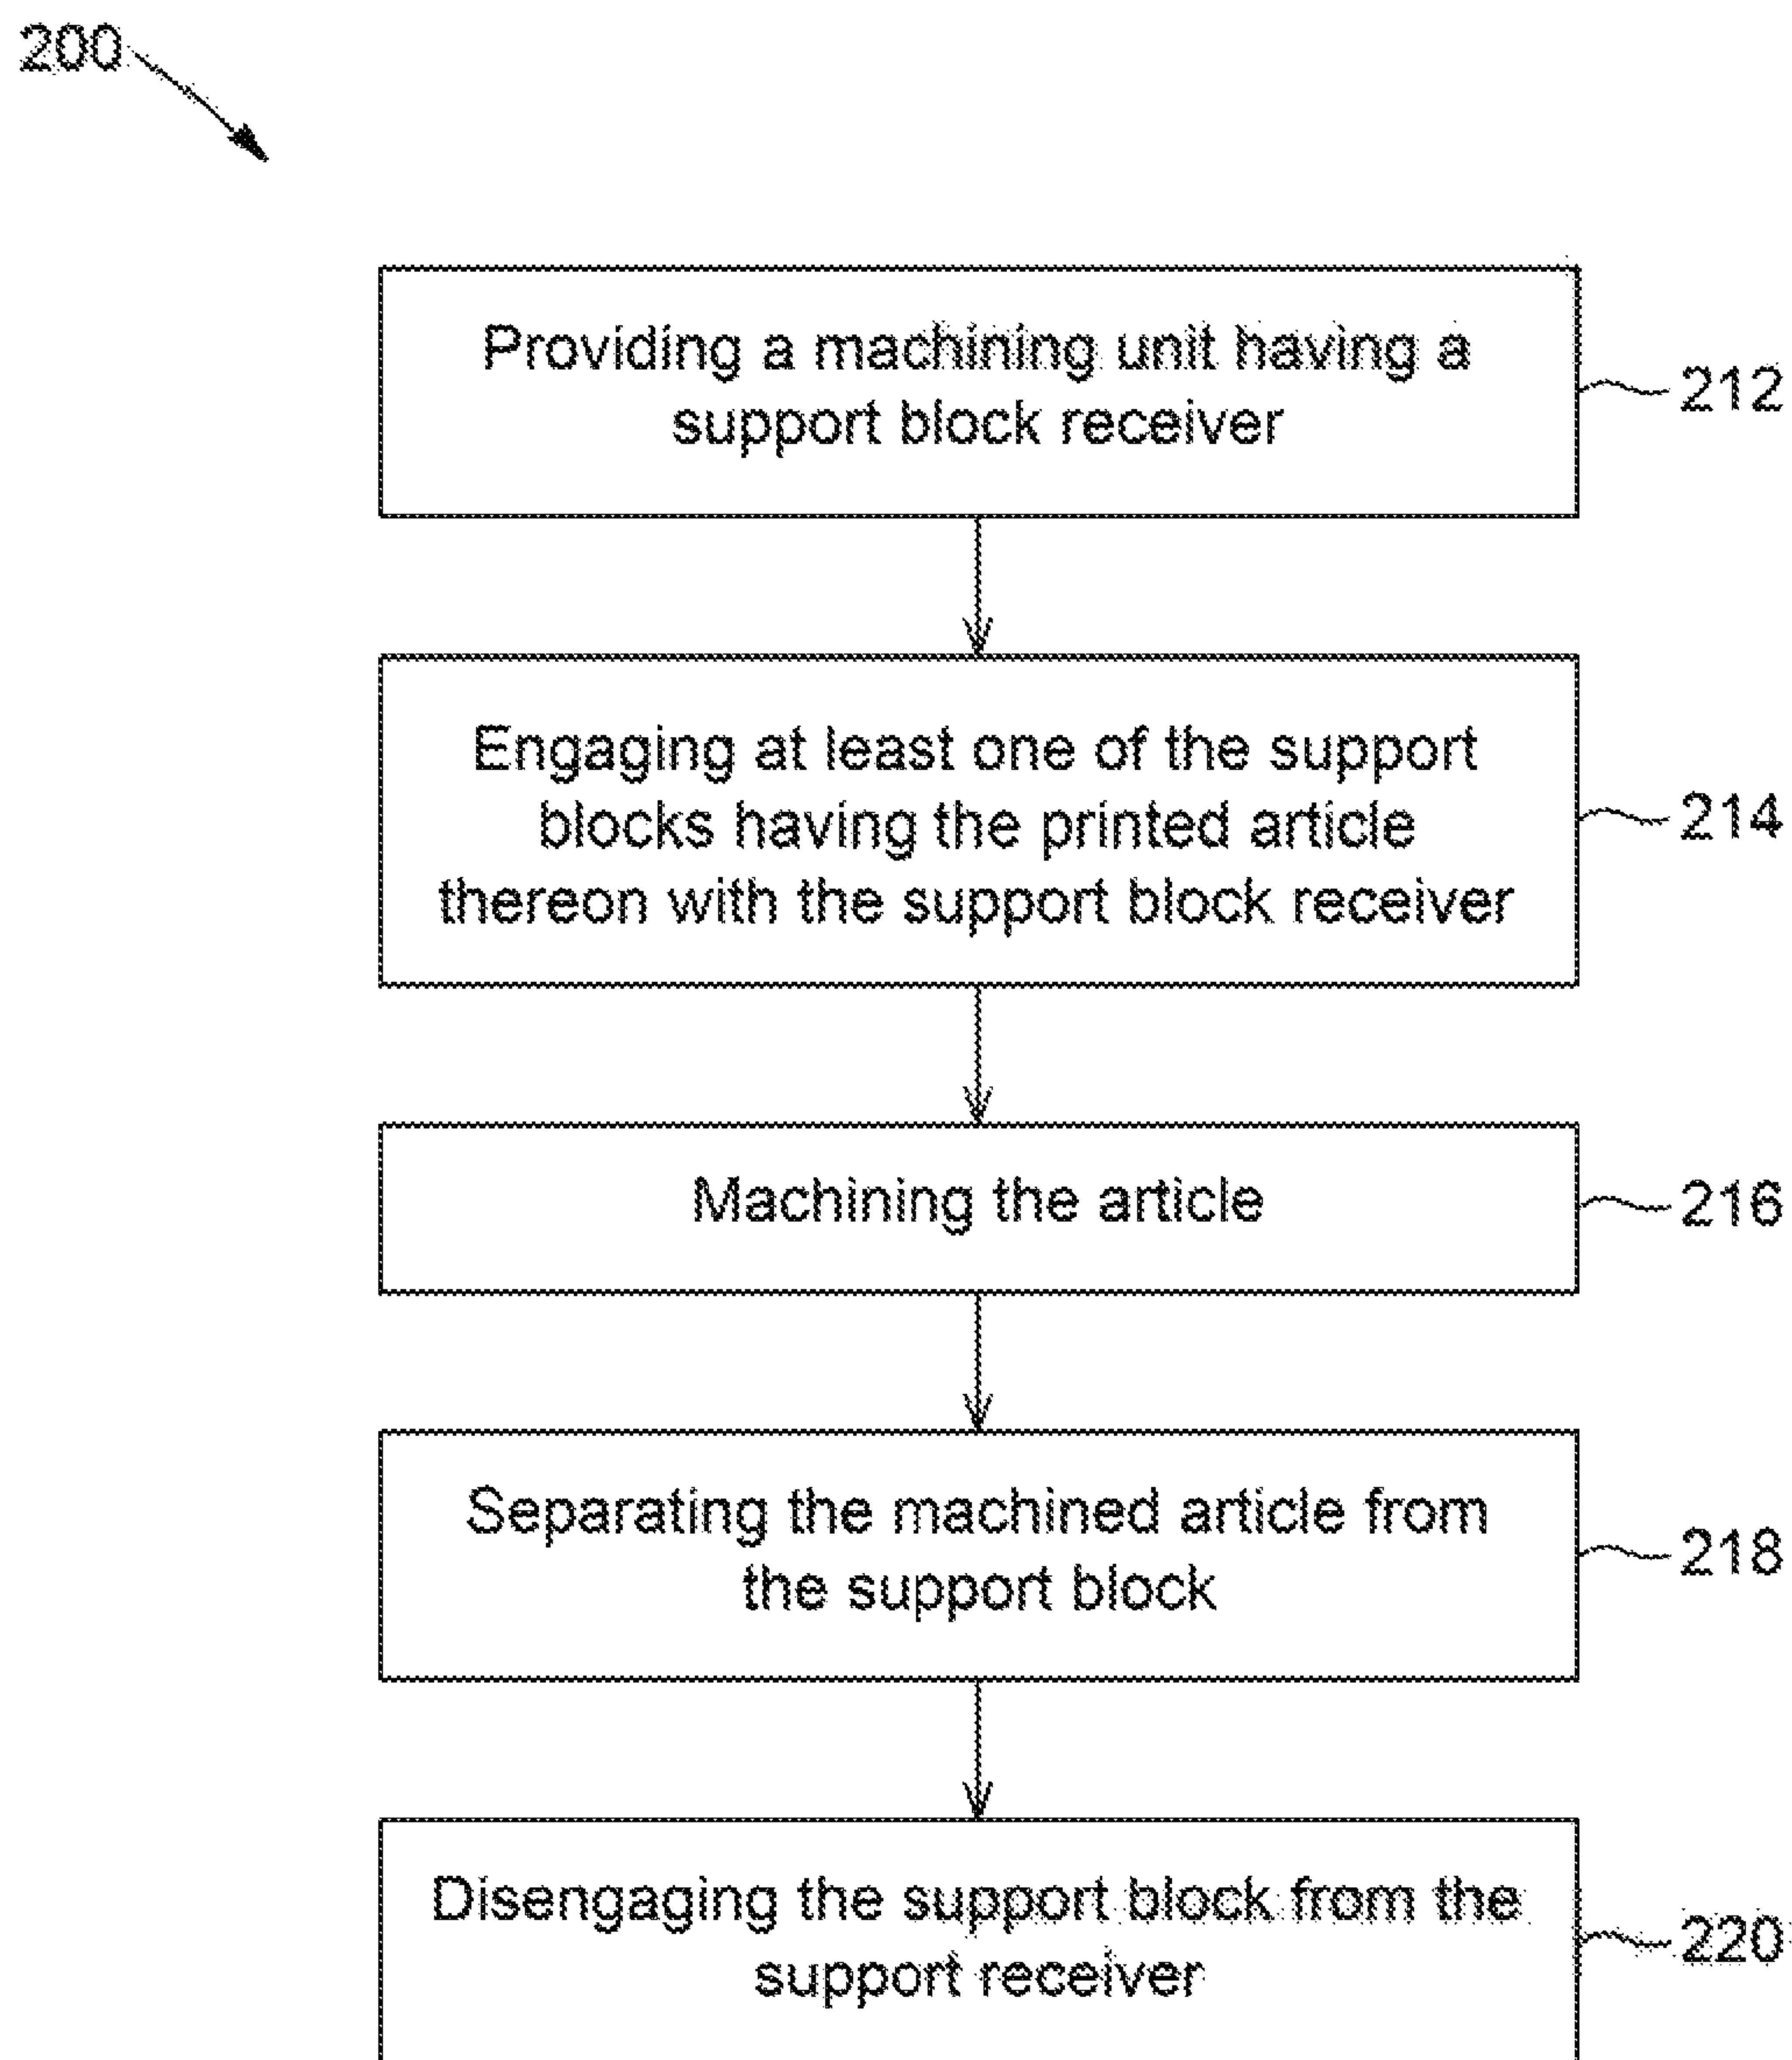 200
Providing a machining unit having a
support block receiver
212
Engaging at least one of the support
blocks having the printed article
thereon with the support block receiver
214
Machining the article
216
Separating the machined article from
the support block
218
Disengaging the support block from the
support receiver
220